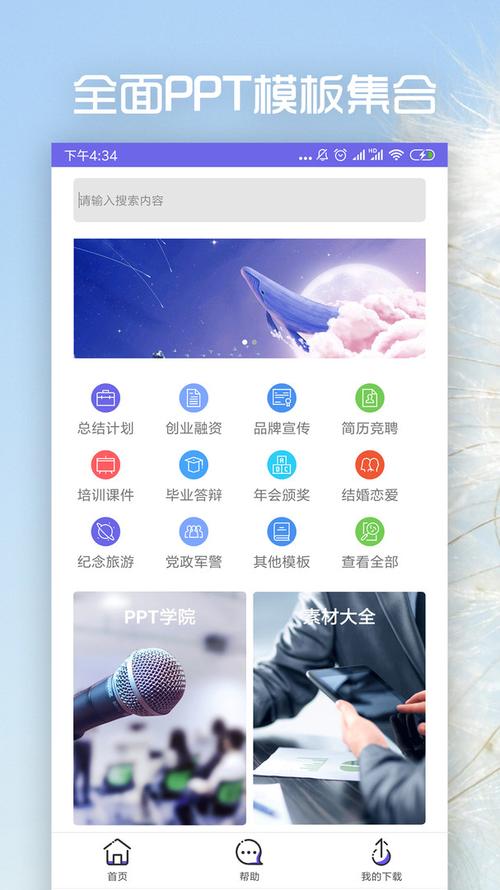 全面PPT模板集合
下午4:34
HD
请输入搜索内容
总结计划 创业融资 品牌宣传 简历竞聘
培训课件 毕业答辩 年会颁奖 结婚恋爱
纪念旅游 党政军警 其他模板 查看全部
PPT学院 素材大全
首页 帮助 我的下载